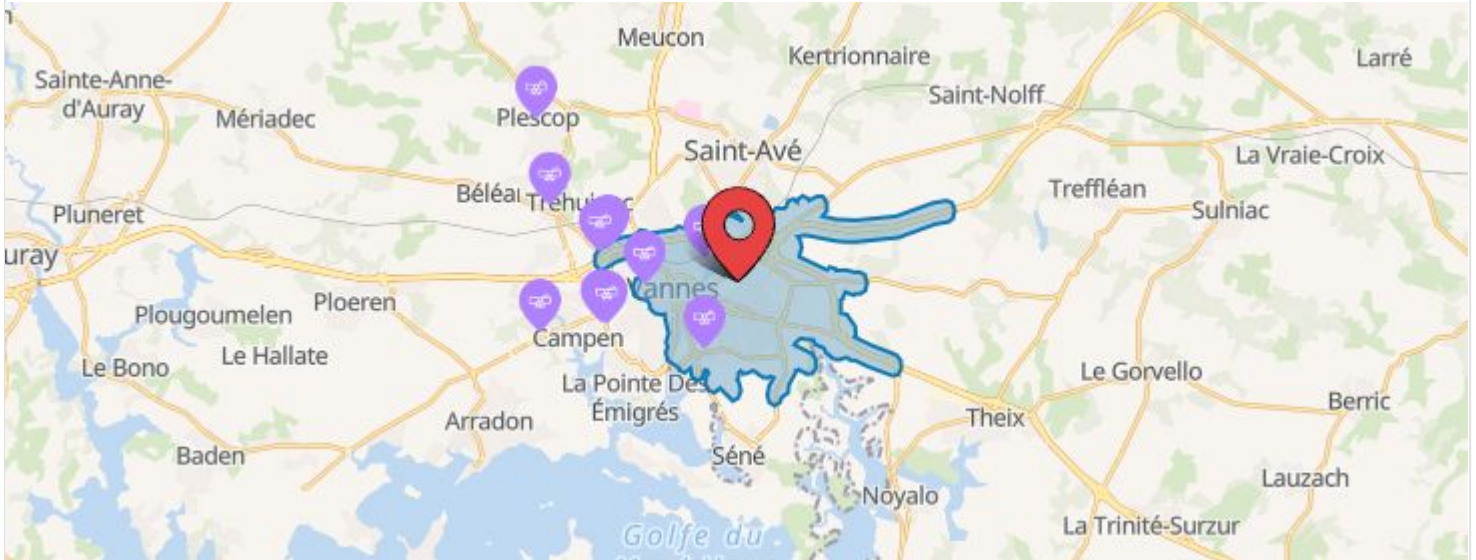 Meucon
Kertrionnaire
Larré
Sainte-Anne-
d'Auray
Saint-Nolff
Mériadec
Plescop
Saint-Avé
La Vraie-Croix
Béléan
Treffléan
Pluneret
Sulniac
uray
Vannes
Plougoumelen
Ploeren
Campen
Le Hallate
Le Bono
La Pointe Des
Émigrés
Le Gorvello
Arradon
Theix
Berric
Baden
Séné
Lauzach
Noyalo
La Trinité-Surzur
Golfe du